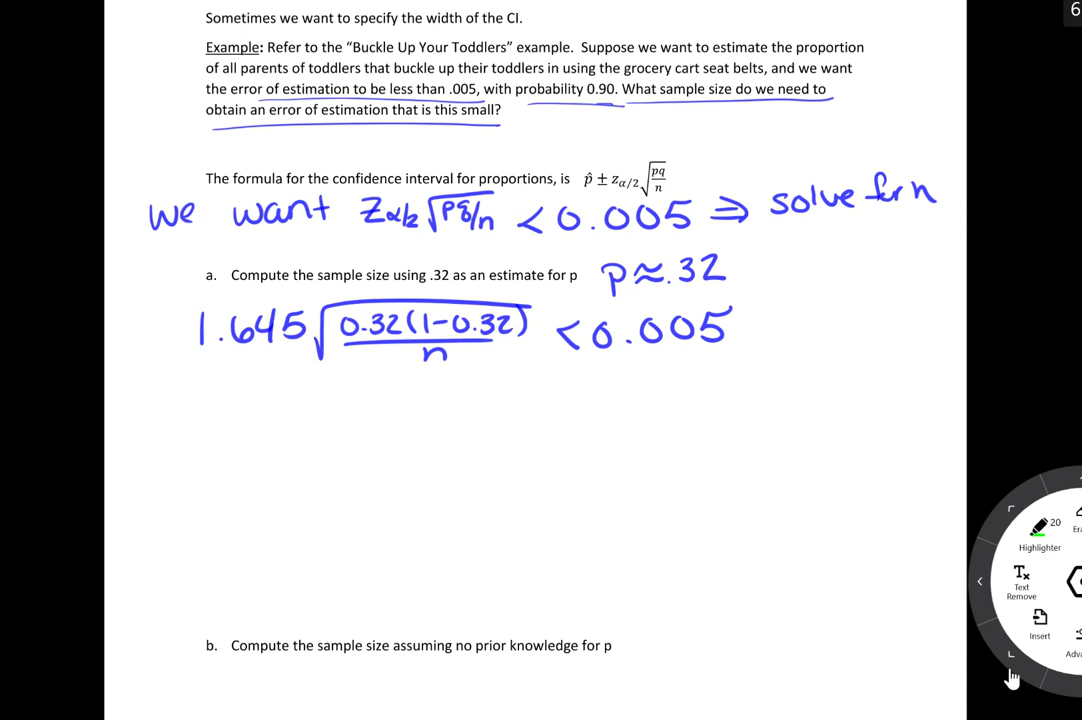 6
Sometimes we want to specify the width of the CI.
Example: Refer to the “Buckle Up Your Toddlers” example. Suppose we want to estimate the proportion
of all parents of toddlers that buckle up their toddlers in using the grocery cart seat belts, and we want
the error of estimation to be less than .005, with probability 0.90. What sample size do we need to
obtain an error of estimation that is this small?
The formula for the confidence interval for proportions, is p̂ ± z_{α/2} √(pq/n)
We want Z_{α/2} √(pq/n) < 0.005 ⇒ solve for n
a. Compute the sample size using .32 as an estimate for p p ≈ .32
1.645 √(0.32(1-0.32)/n) < 0.005
b. Compute the sample size assuming no prior knowledge for p
20
Highlighter
Tx
Text
Remove
Insert